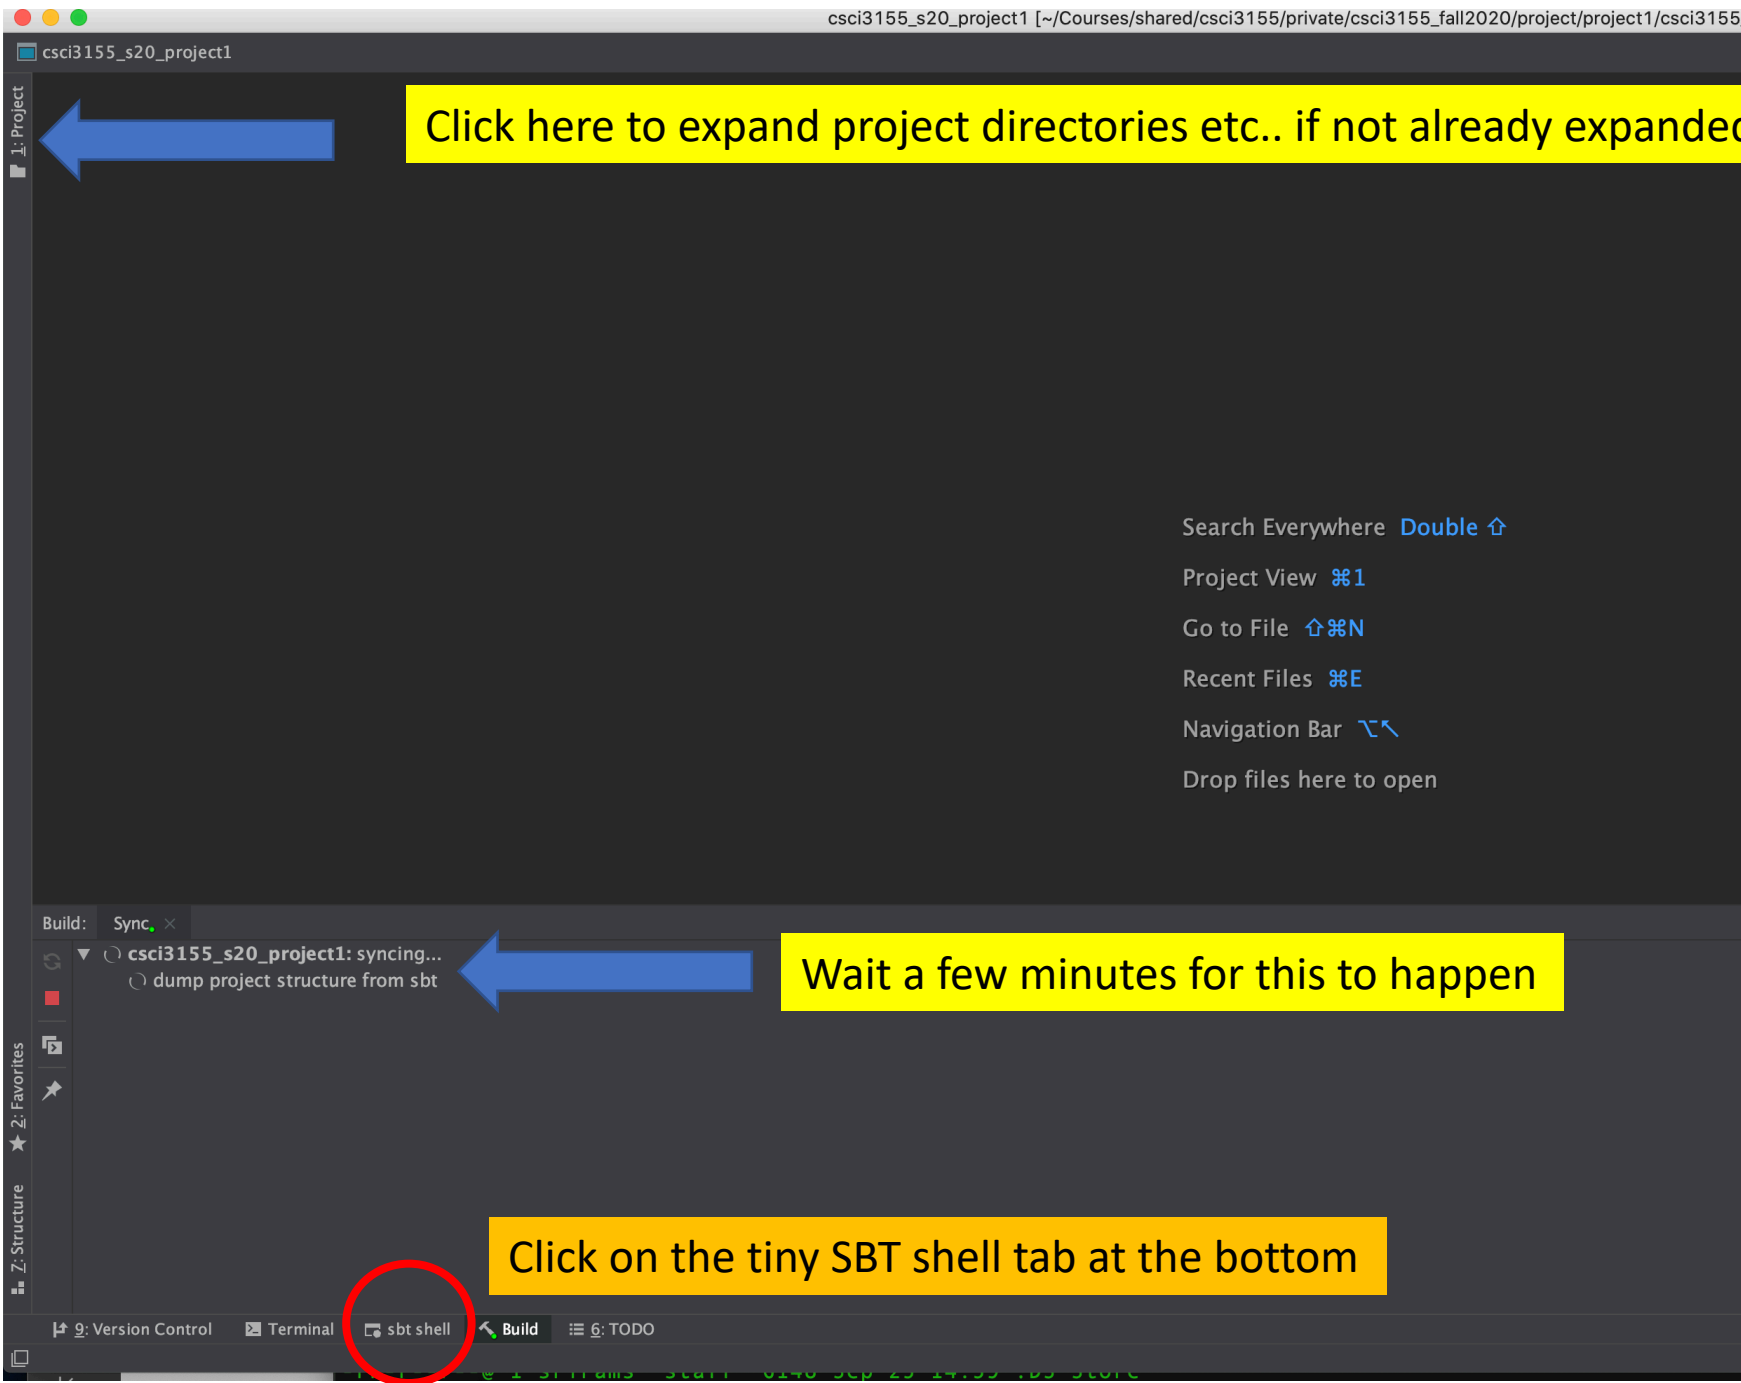 csci3155_s20_project1 [~/Courses/shared/csci3155/private/csci3155_fall2020/project/project1/csci3155
csci3155_s20_project1
1: Project
Click here to expand project directories etc.. if not already expanded
Search Everywhere Double ⇧
Project View ⌘1
Go to File ⇧⌘N
Recent Files ⌘E
Navigation Bar ⌥↖
Drop files here to open
Build: Sync ×
csci3155_s20_project1: syncing...
dump project structure from sbt
Wait a few minutes for this to happen
2: Favorites
Z: Structure
Click on the tiny SBT shell tab at the bottom
9: Version Control Terminal sbt shell Build 6: TODO